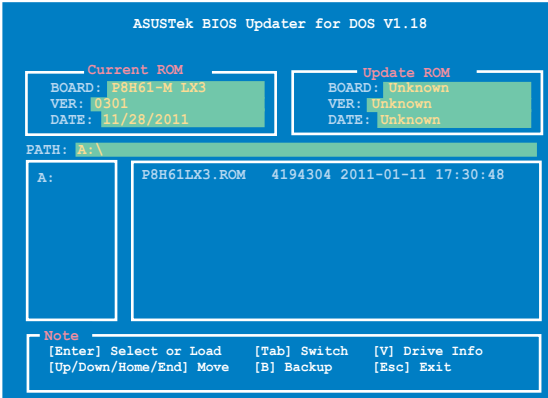 ASUSTek BIOS Updater for DOS V1.18
Current ROM
BOARD: P8H61-M LX3
VER: 0301
DATE: 11/28/2011
Update ROM
BOARD: Unknown
VER: Unknown
DATE: Unknown
PATH: A:\
A:
P8H61LX3.ROM 4194304 2011-01-11 17:30:48
Note
[Enter] Select or Load [Tab] Switch [V] Drive Info
[Up/Down/Home/End] Move [B] Backup [Esc] Exit